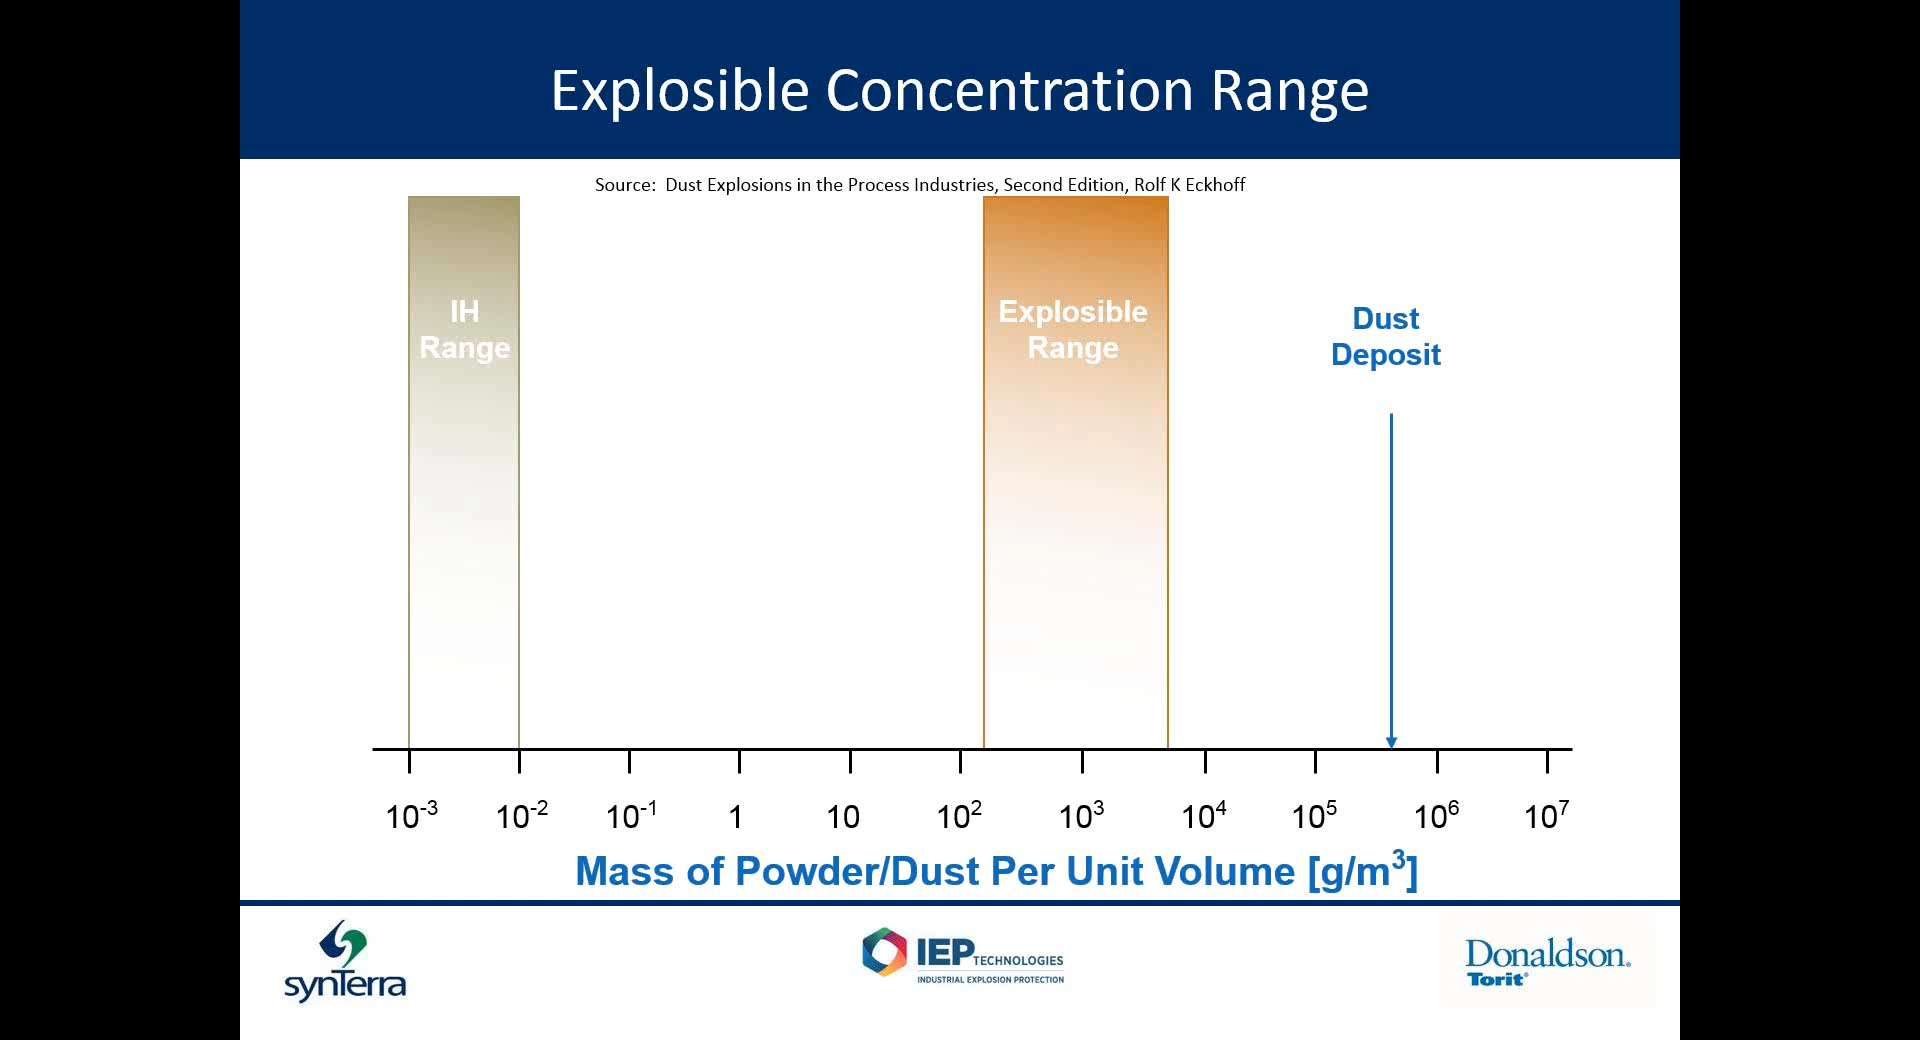 Explosible Concentration Range
Source:  Dust Explosions in the Process Industries, Second Edition, Rolf K Eckhoff
IH
Range
Explosible
Range
Dust
Deposit
10⁻³ 10⁻² 10⁻¹ 1 10 10² 10³ 10⁴ 10⁵ 10⁶ 10⁷
Mass of Powder/Dust Per Unit Volume [g/m³]
synTerra
IEP TECHNOLOGIES
INDUSTRIAL EXPLOSION PROTECTION
Donaldson®
Torit®